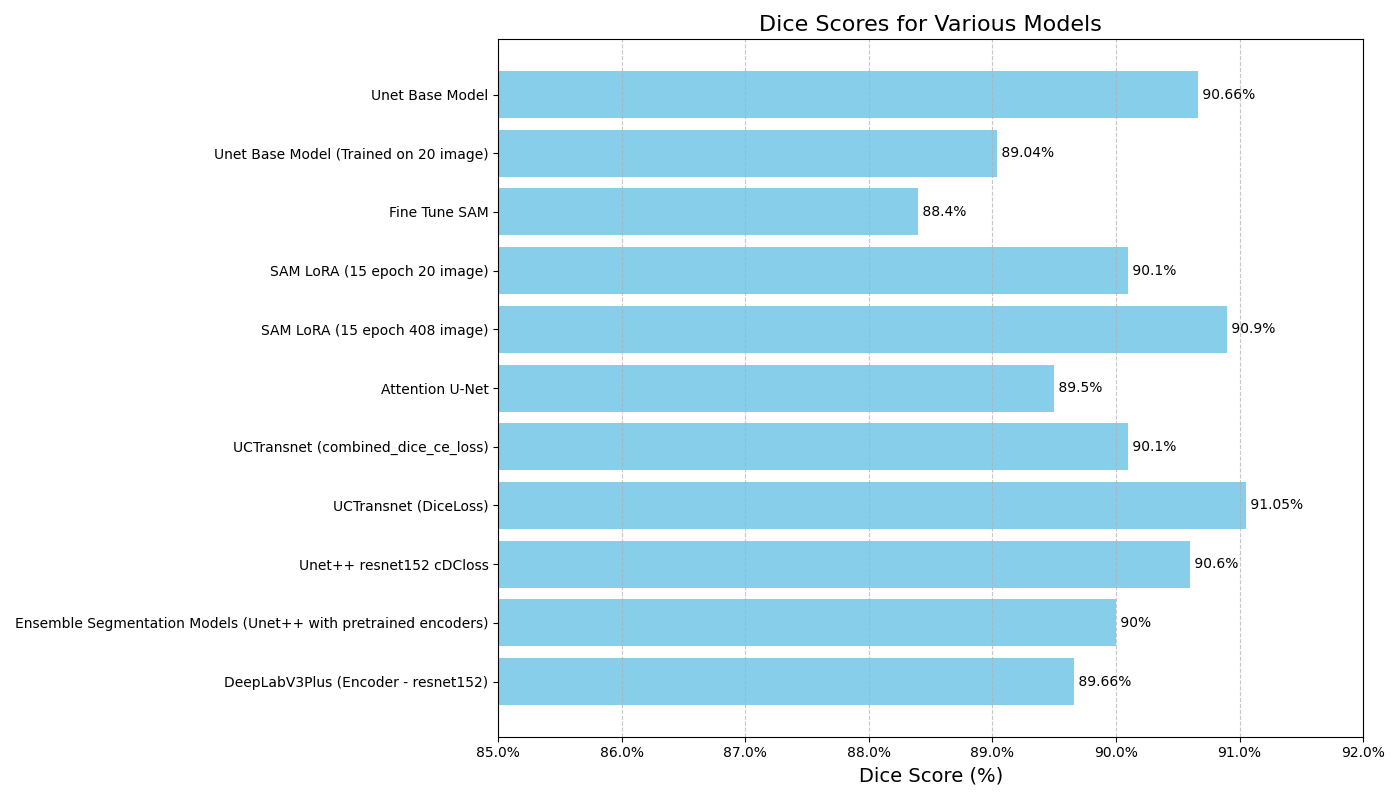 Dice Scores for Various Models
Unet Base Model 90.66%
Unet Base Model (Trained on 20 image) 89.04%
Fine Tune SAM 88.4%
SAM LoRA (15 epoch 20 image) 90.1%
SAM LoRA (15 epoch 408 image) 90.9%
Attention U-Net 89.5%
UCTransnet (combined_dice_ce_loss) 90.1%
UCTransnet (DiceLoss) 91.05%
Unet++ resnet152 cDCloss 90.6%
Ensemble Segmentation Models (Unet++ with pretrained encoders) 90%
DeepLabV3Plus (Encoder - resnet152) 89.66%
85.0% 86.0% 87.0% 88.0% 89.0% 90.0% 91.0% 92.0%
Dice Score (%)